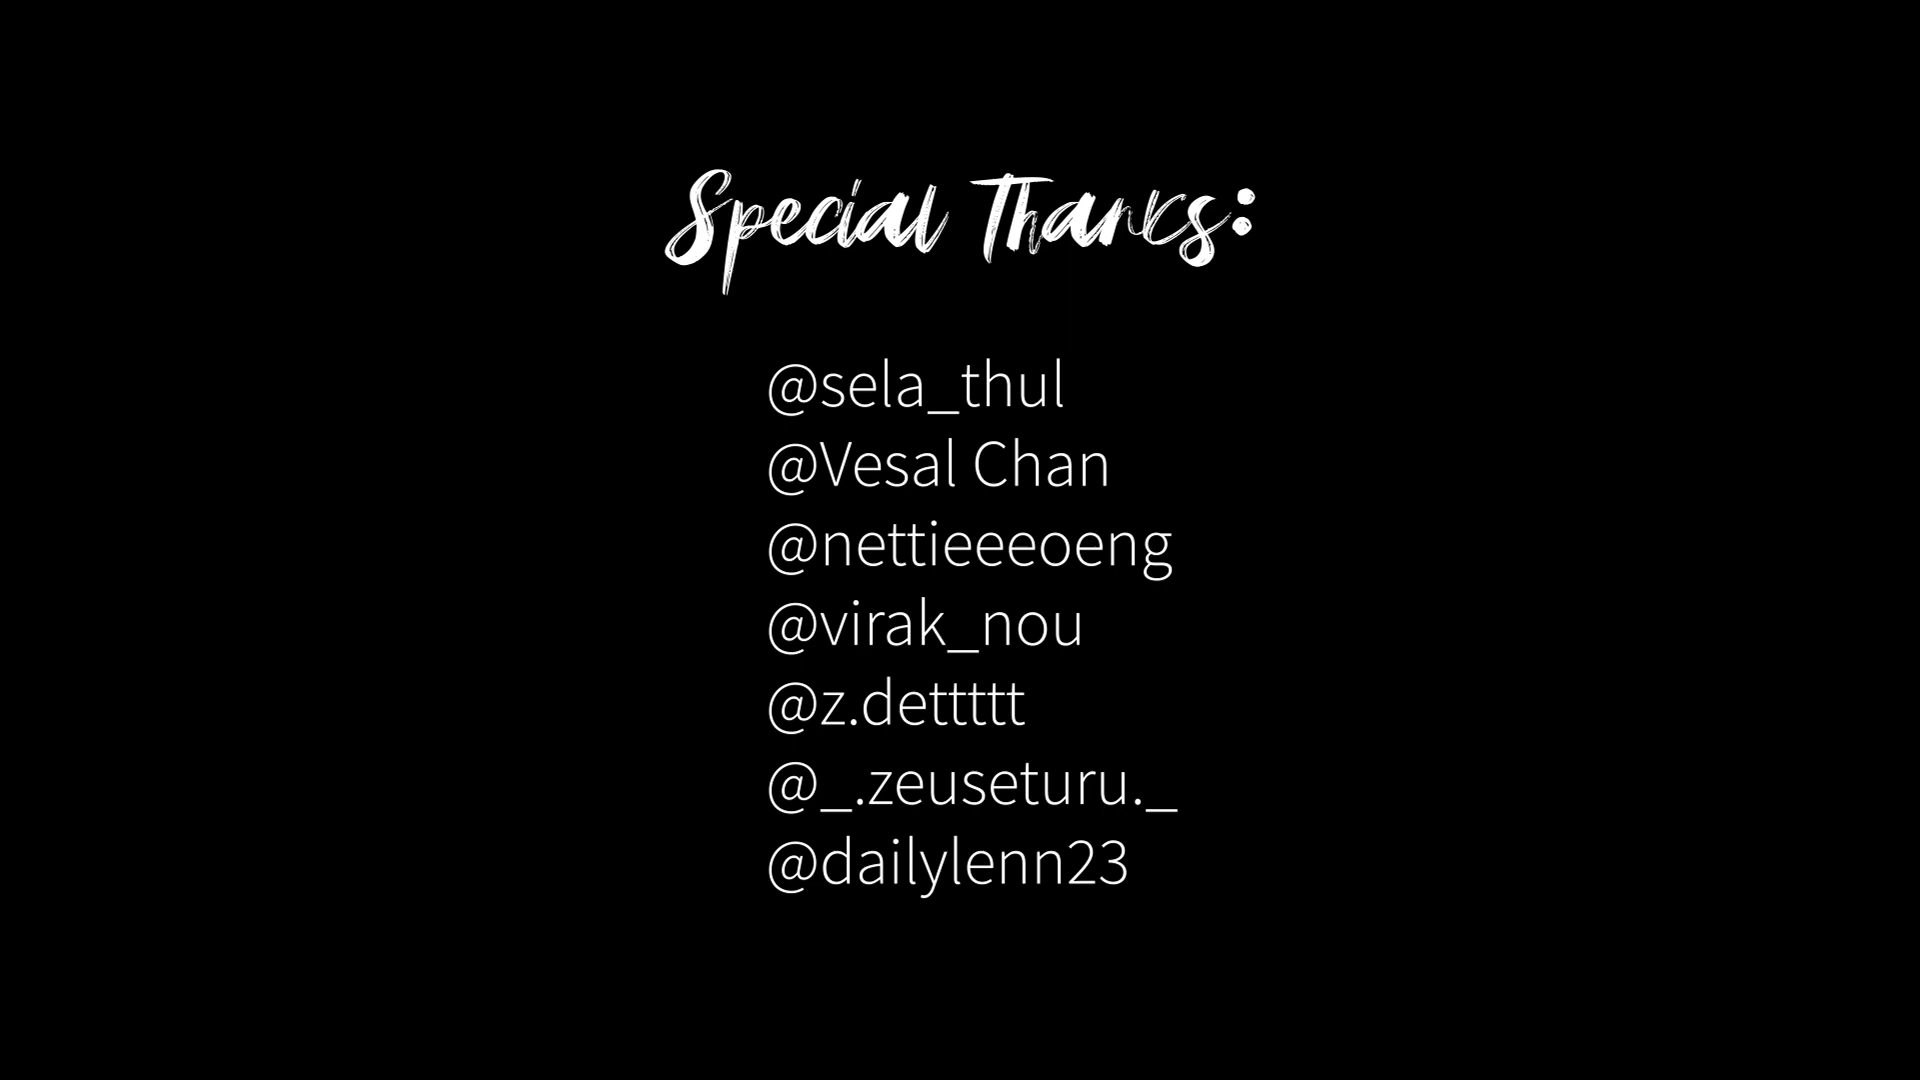 Special Thanks:
@sela_thul
@Vesal Chan
@nettieeeoeng
@virak_nou
@z.dettttt
@_.zeuseturu._
@dailylenn23